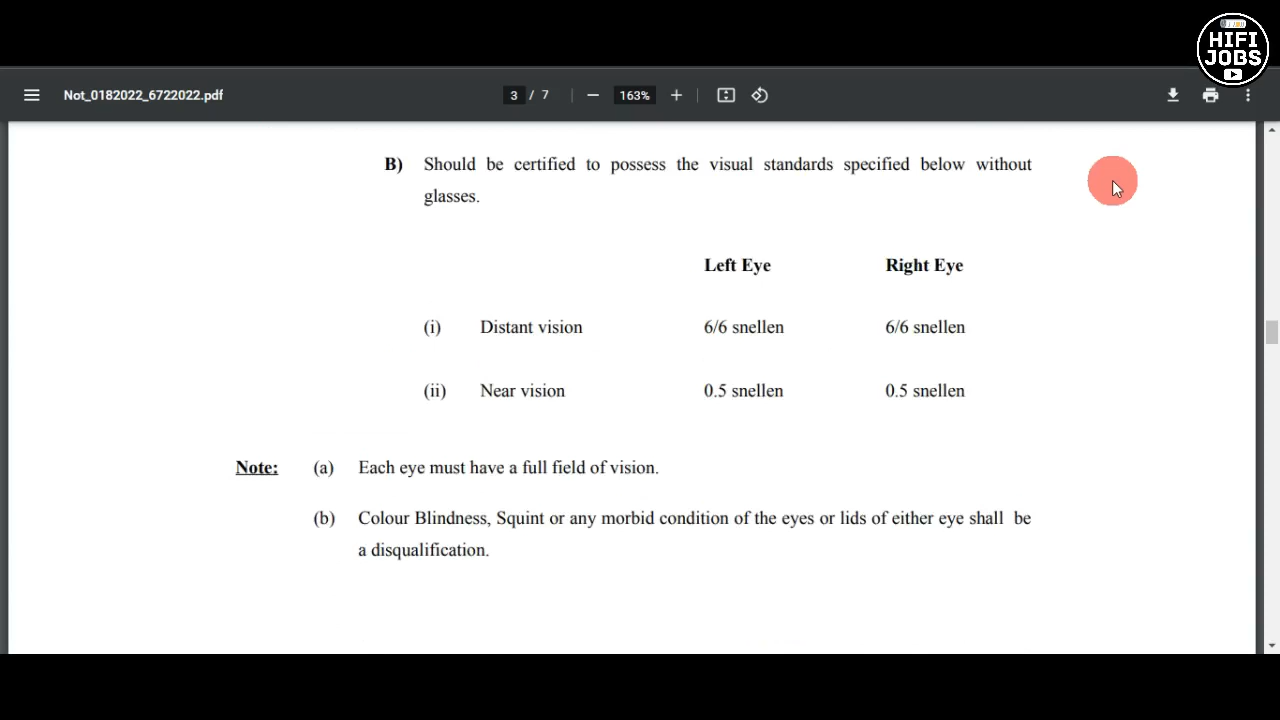 HIFI
JOBS
Not_0182022_6722022.pdf
3 / 7
163%
B) Should be certified to possess the visual standards specified below without
glasses.
Left Eye Right Eye
(i) Distant vision 6/6 snellen 6/6 snellen
(ii) Near vision 0.5 snellen 0.5 snellen
Note: (a) Each eye must have a full field of vision.
(b) Colour Blindness, Squint or any morbid condition of the eyes or lids of either eye shall be
a disqualification.